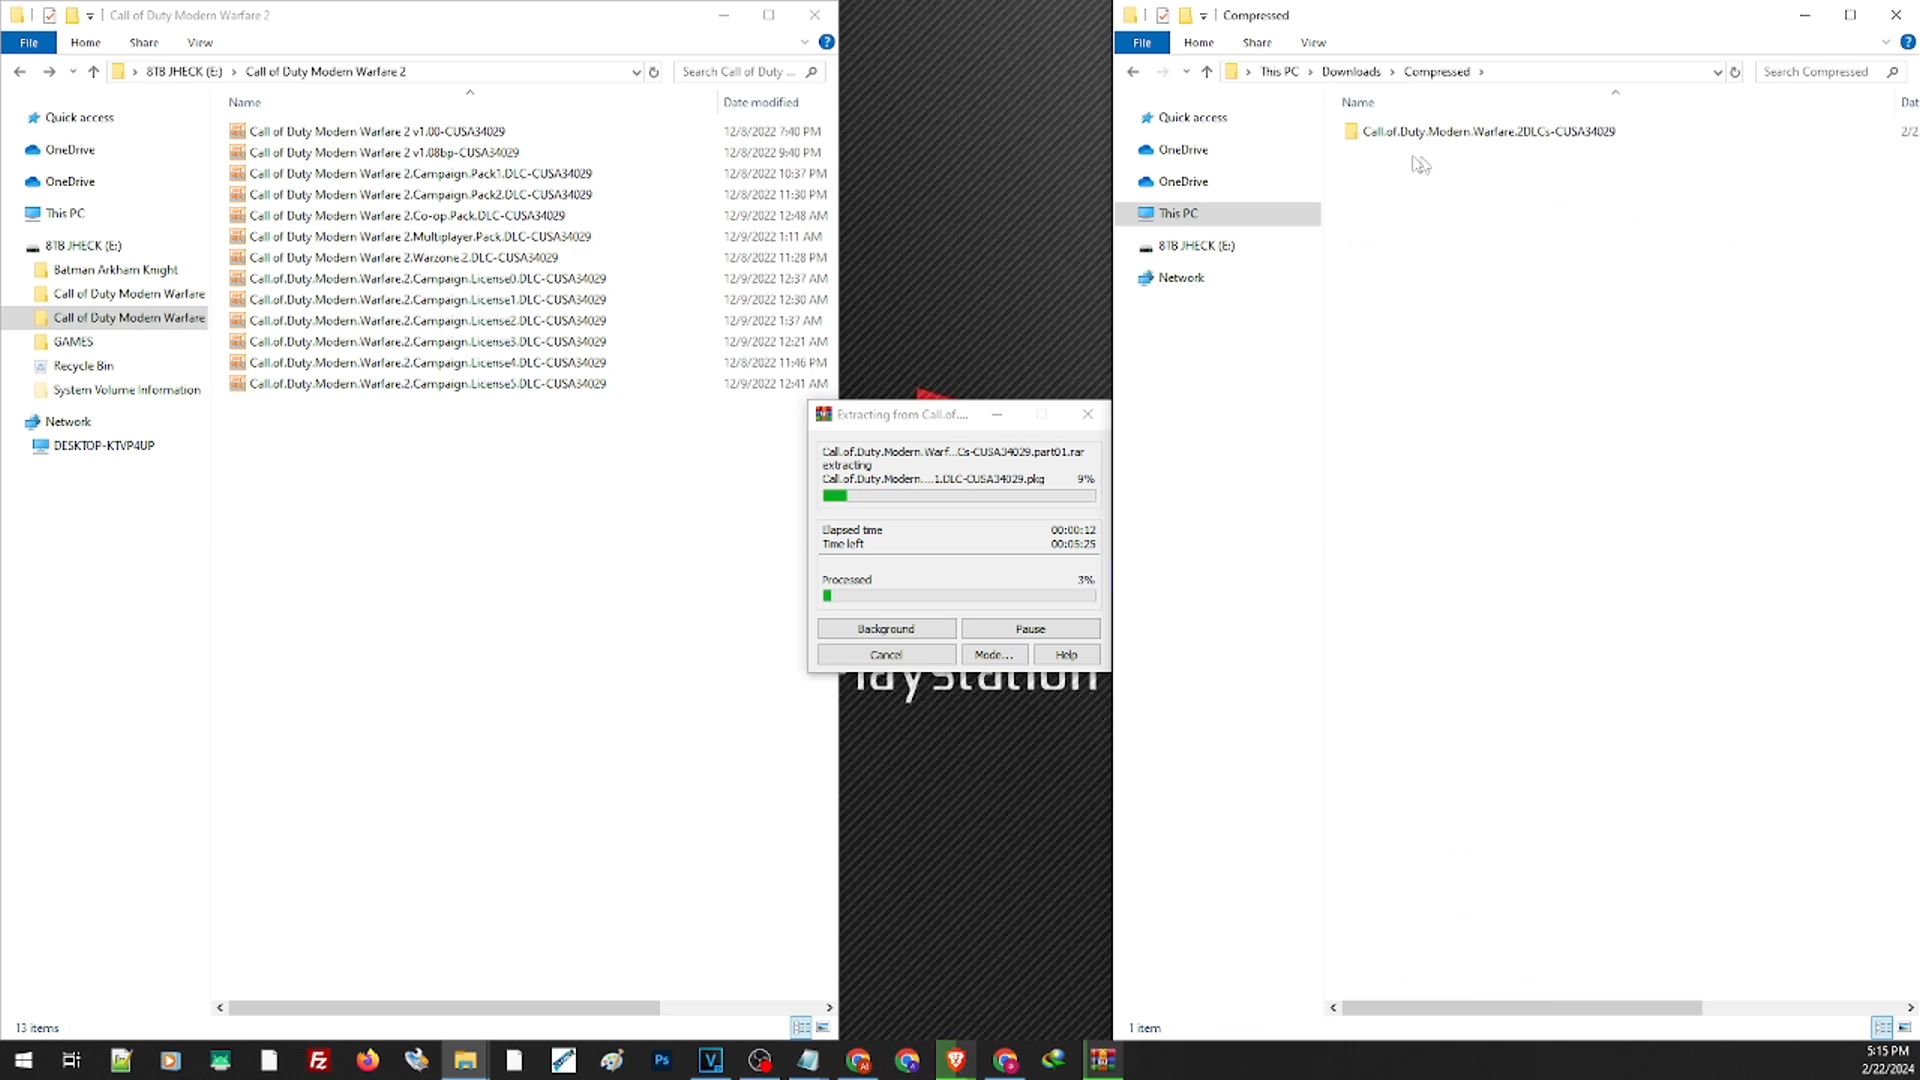 Call of Duty Modern Warfare 2
File Home Share View
8TB JHECK (E:) Call of Duty Modern Warfare 2
Search Call of Duty ...
Name Date modified
Quick access
OneDrive
OneDrive
This PC
8TB JHECK (E:)
Batman Arkham Knight
Call of Duty Modern Warfare
Call of Duty Modern Warfare
GAMES
Recycle Bin
System Volume Information
Network
DESKTOP-KTVP4UP
Call of Duty Modern Warfare 2 v1.00-CUSA34029 12/8/2022 7:40 PM
Call of Duty Modern Warfare 2 v1.08bp-CUSA34029 12/8/2022 9:40 PM
Call of Duty Modern Warfare 2.Campaign.Pack1.DLC-CUSA34029 12/8/2022 10:37 PM
Call of Duty Modern Warfare 2.Campaign.Pack2.DLC-CUSA34029 12/8/2022 11:30 PM
Call of Duty Modern Warfare 2.Co-op.Pack.DLC-CUSA34029 12/9/2022 12:48 AM
Call of Duty Modern Warfare 2.Multiplayer.Pack.DLC-CUSA34029 12/9/2022 1:11 AM
Call of Duty Modern Warfare 2.Warzone.2.DLC-CUSA34029 12/8/2022 11:28 PM
Call.of.Duty.Modern.Warfare.2.Campaign.License0.DLC-CUSA34029 12/9/2022 12:37 AM
Call.of.Duty.Modern.Warfare.2.Campaign.License1.DLC-CUSA34029 12/9/2022 12:30 AM
Call.of.Duty.Modern.Warfare.2.Campaign.License2.DLC-CUSA34029 12/9/2022 1:37 AM
Call.of.Duty.Modern.Warfare.2.Campaign.License3.DLC-CUSA34029 12/9/2022 12:21 AM
Call.of.Duty.Modern.Warfare.2.Campaign.License4.DLC-CUSA34029 12/8/2022 11:46 PM
Call.of.Duty.Modern.Warfare.2.Campaign.License5.DLC-CUSA34029 12/9/2022 12:41 AM
13 items
Extracting from Call.of....
Call.of.Duty.Modern.Warf...Cs-CUSA34029.part01.rar
extracting
Call.of.Duty.Modern....1.DLC-CUSA34029.pkg 9%
Elapsed time 00:00:12
Time left 00:05:25
Processed 3%
Background Pause
Cancel Mode... Help
layStation
Compressed
File Home Share View
This PC Downloads Compressed
Search Compressed
Name Dat
Quick access
OneDrive
OneDrive
This PC
8TB JHECK (E:)
Network
Call.of.Duty.Modern.Warfare.2DLCs-CUSA34029 2/2
1 item
Ps
5:15 PM
2/22/2024